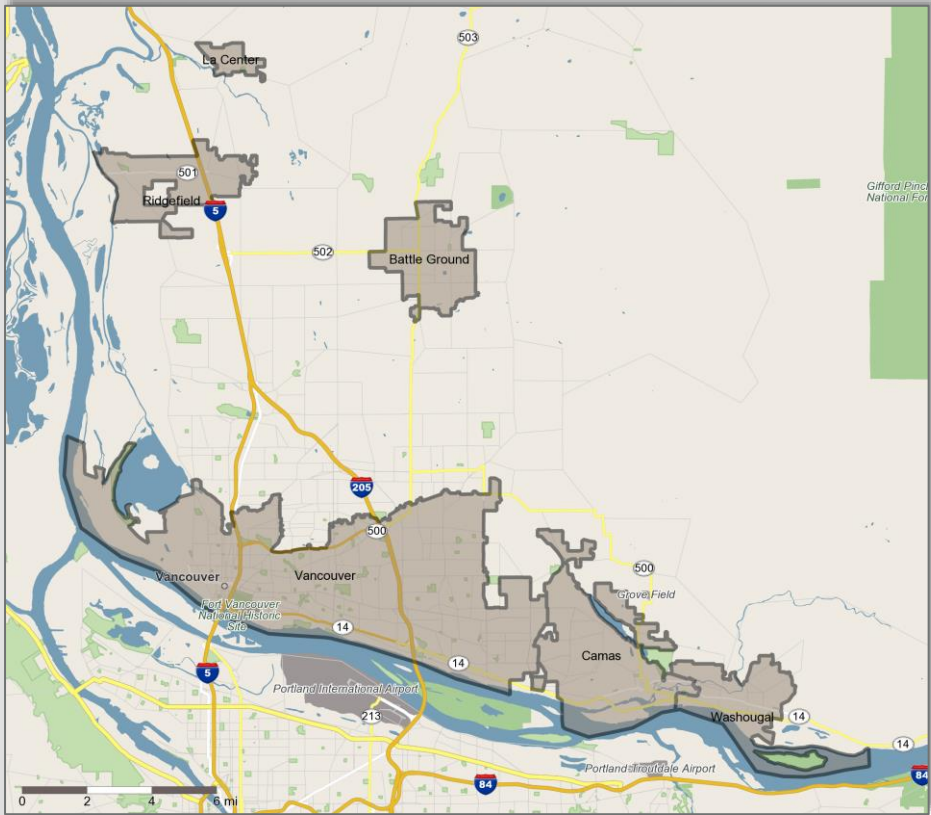 503
La Center
501
Ridgefield
5
Gifford Pinch
National For
502
Battle Ground
205
500
500
Vancouver
Vancouver
Grove Field
Fort Vancouver
National Historic
Site
14
14
Camas
5
Portland International Airport
213
Washougal
14
14
Portland Troutdale Airport
84
84
0 2 4 6 mi